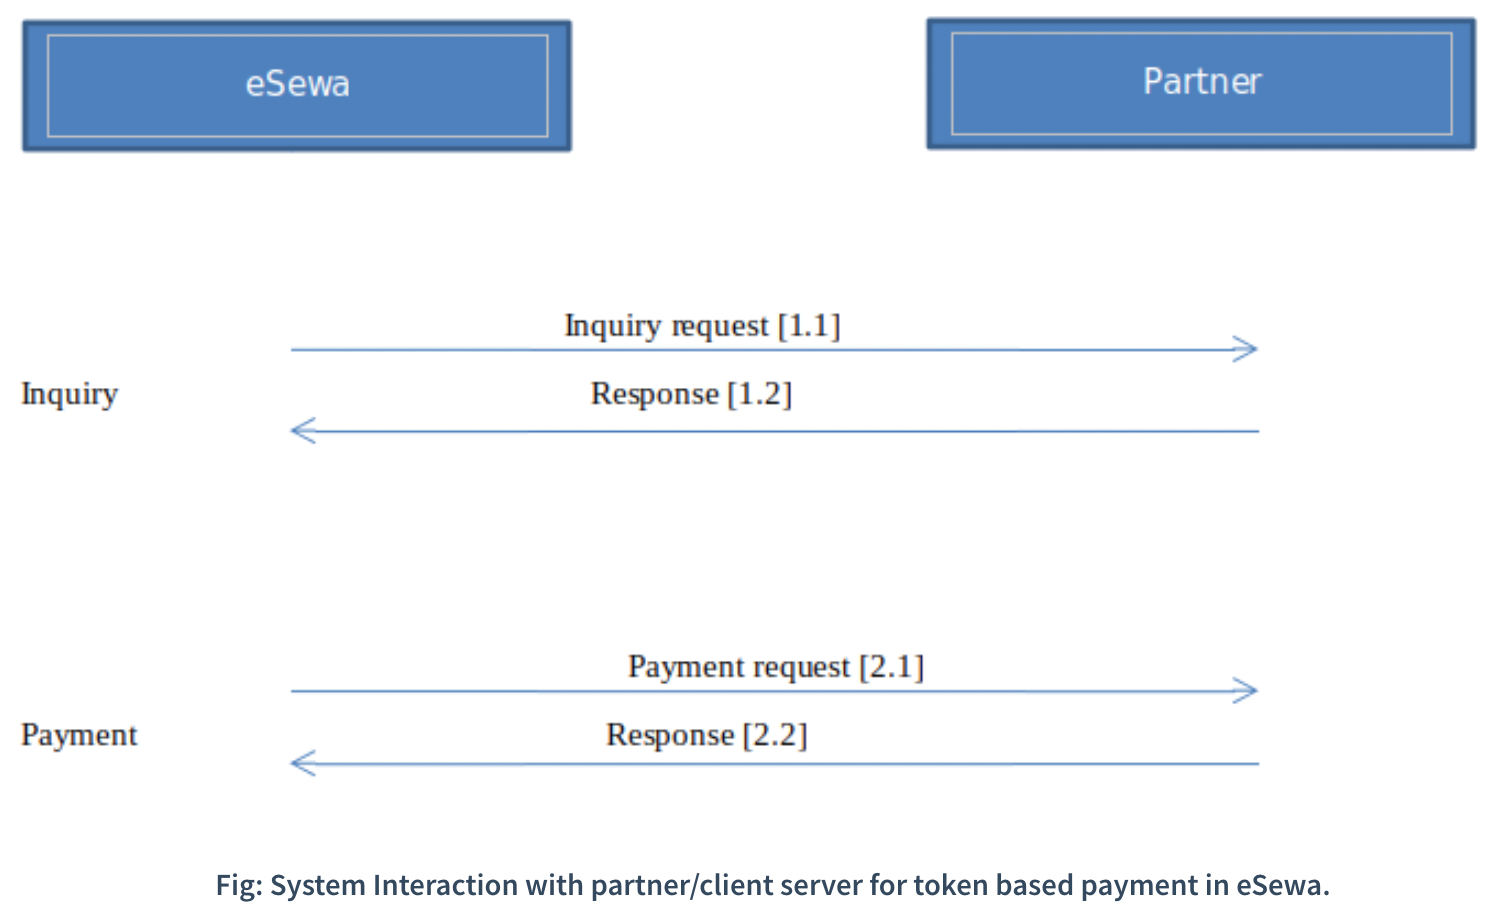 eSewa
Partner
Inquiry request [1.1]
Inquiry
Response [1.2]
Payment request [2.1]
Payment
Response [2.2]
Fig: System Interaction with partner/client server for token based payment in eSewa.